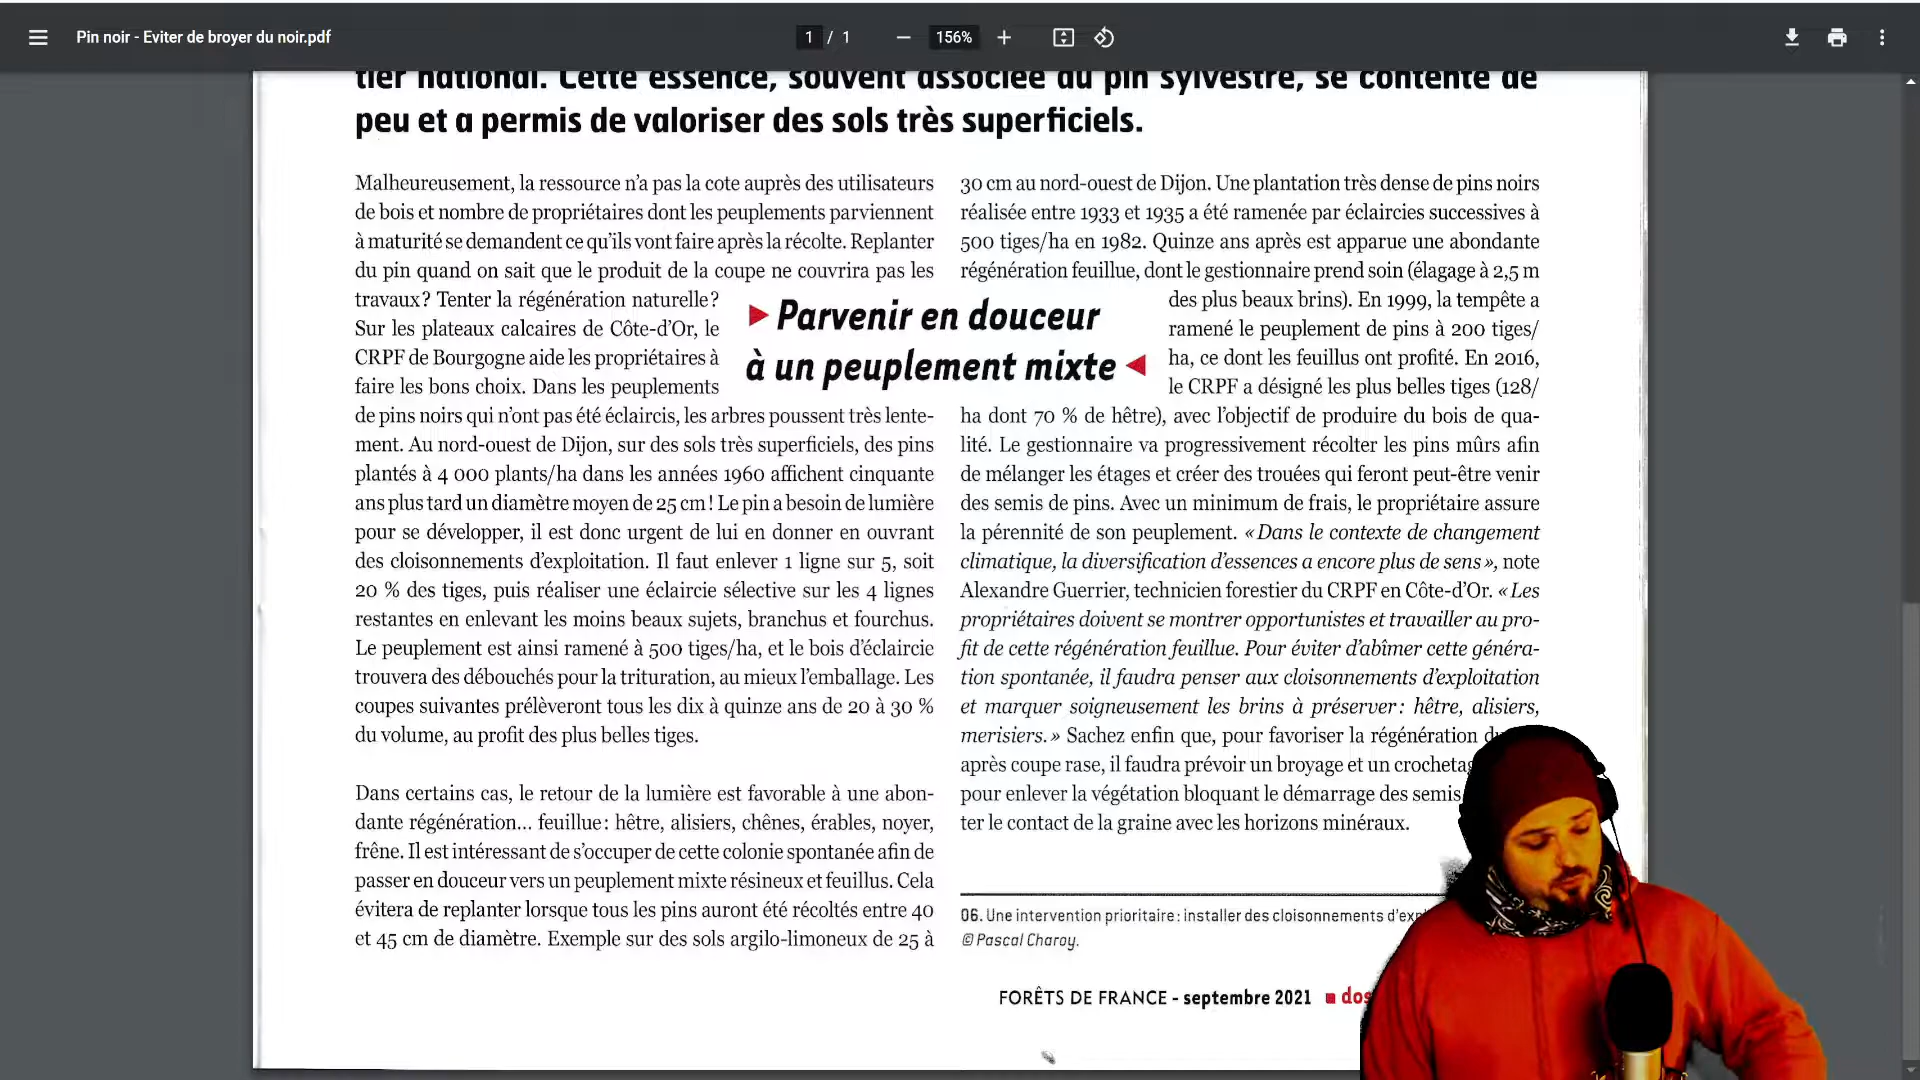 Pin noir - Eviter de broyer du noir.pdf
1 / 1
156%
tier national. Cette essence, souvent associée au pin sylvestre, se contente de
peu et a permis de valoriser des sols très superficiels.
Malheureusement, la ressource n'a pas la cote auprès des utilisateurs
de bois et nombre de propriétaires dont les peuplements parviennent
à maturité se demandent ce qu'ils vont faire après la récolte. Replanter
du pin quand on sait que le produit de la coupe ne couvrira pas les
travaux? Tenter la régénération naturelle?
Sur les plateaux calcaires de Côte-d'Or, le
CRPF de Bourgogne aide les propriétaires à
faire les bons choix. Dans les peuplements
de pins noirs qui n'ont pas été éclaircis, les arbres poussent très lente-
ment. Au nord-ouest de Dijon, sur des sols très superficiels, des pins
plantés à 4 000 plants/ha dans les années 1960 affichent cinquante
ans plus tard un diamètre moyen de 25 cm! Le pin a besoin de lumière
pour se développer, il est donc urgent de lui en donner en ouvrant
des cloisonnements d'exploitation. Il faut enlever 1 ligne sur 5, soit
20 % des tiges, puis réaliser une éclaircie sélective sur les 4 lignes
restantes en enlevant les moins beaux sujets, branchus et fourchus.
Le peuplement est ainsi ramené à 500 tiges/ha, et le bois d'éclaircie
trouvera des débouchés pour la trituration, au mieux l'emballage. Les
coupes suivantes prélèveront tous les dix à quinze ans de 20 à 30 %
du volume, au profit des plus belles tiges.
Dans certains cas, le retour de la lumière est favorable à une abon-
dante régénération... feuillue: hêtre, alisiers, chênes, érables, noyer,
frêne. Il est intéressant de s'occuper de cette colonie spontanée afin de
passer en douceur vers un peuplement mixte résineux et feuillus. Cela
évitera de replanter lorsque tous les pins auront été récoltés entre 40
et 45 cm de diamètre. Exemple sur des sols argilo-limoneux de 25 à
Parvenir en douceur
à un peuplement mixte
30 cm au nord-ouest de Dijon. Une plantation très dense de pins noirs
réalisée entre 1933 et 1935 a été ramenée par éclaircies successives à
500 tiges/ha en 1982. Quinze ans après est apparue une abondante
régénération feuillue, dont le gestionnaire prend soin (élagage à 2,5 m
des plus beaux brins). En 1999, la tempête a
ramené le peuplement de pins à 200 tiges/
ha, ce dont les feuillus ont profité. En 2016,
le CRPF a désigné les plus belles tiges (128/
ha dont 70 % de hêtre), avec l'objectif de produire du bois de qua-
lité. Le gestionnaire va progressivement récolter les pins mûrs afin
de mélanger les étages et créer des trouées qui feront peut-être venir
des semis de pins. Avec un minimum de frais, le propriétaire assure
la pérennité de son peuplement. «Dans le contexte de changement
climatique, la diversification d'essences a encore plus de sens», note
Alexandre Guerrier, technicien forestier du CRPF en Côte-d'Or. «Les
propriétaires doivent se montrer opportunistes et travailler au pro-
fit de cette régénération feuillue. Pour éviter d'abîmer cette généra-
tion spontanée, il faudra penser aux cloisonnements d'exploitation
et marquer soigneusement les brins à préserver: hêtre, alisiers,
merisiers.» Sachez enfin que, pour favoriser la régénération
après coupe rase, il faudra prévoir un broyage et un
pour enlever la végétation bloquant le démarrage des semis
ter le contact de la graine avec les horizons minéraux.
06. Une intervention prioritaire: installer des cloisonnements
© Pascal Charoy.
FORÊTS DE FRANCE - septembre 2021